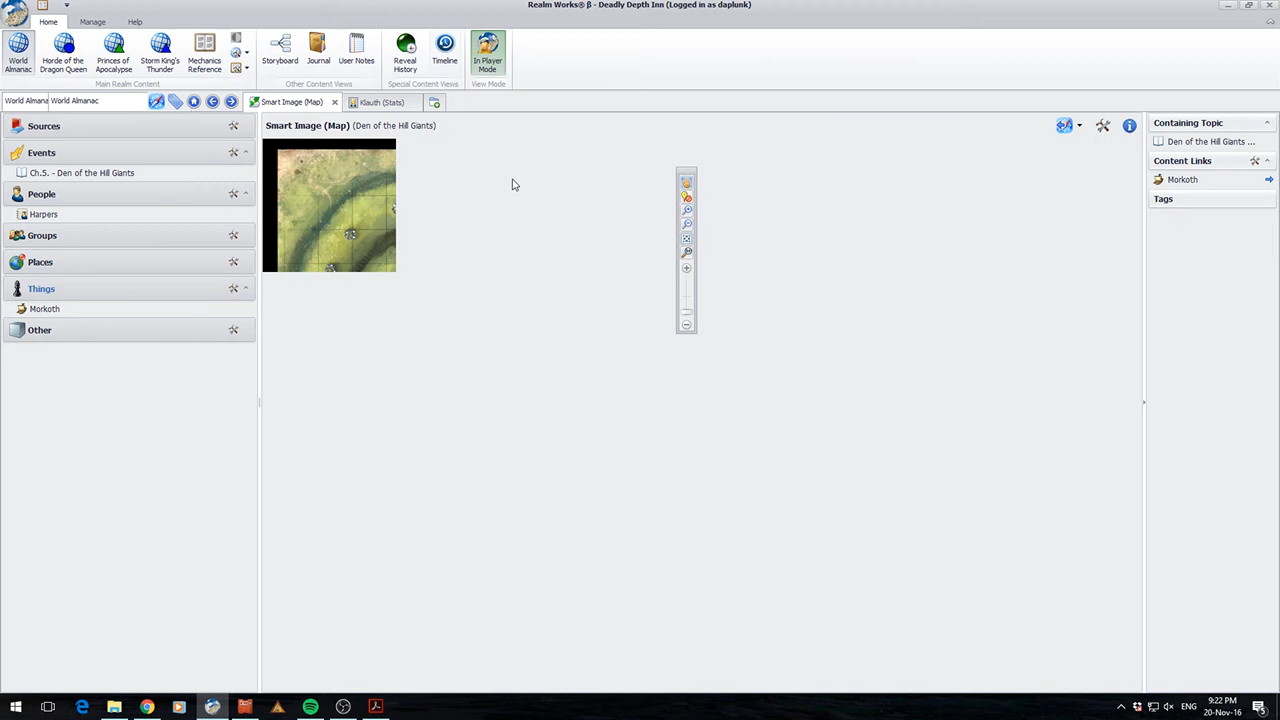 Realm Works® β - Deadly Depth Inn (Logged in as daplunk)
Home Manage Help
World Almanac
Horde of the Dragon Queen
Princes of Apocalypse
Storm King's Thunder
Mechanics Reference
Storyboard
Journal
User Notes
Reveal History
Timeline
In Player Mode
Main Realm Content
Other Content Views
Special Content Views
View Mode
World Almana
World Almanac
Smart Image (Map)
Klauth (Stats)
Sources
Events
Ch.5. - Den of the Hill Giants
People
Harpers
Groups
Places
Things
Morkoth
Other
Smart Image (Map) (Den of the Hill Giants)
Containing Topic
Den of the Hill Giants ...
Content Links
Morkoth
Tags
ENG
9:22 PM
20-Nov-16